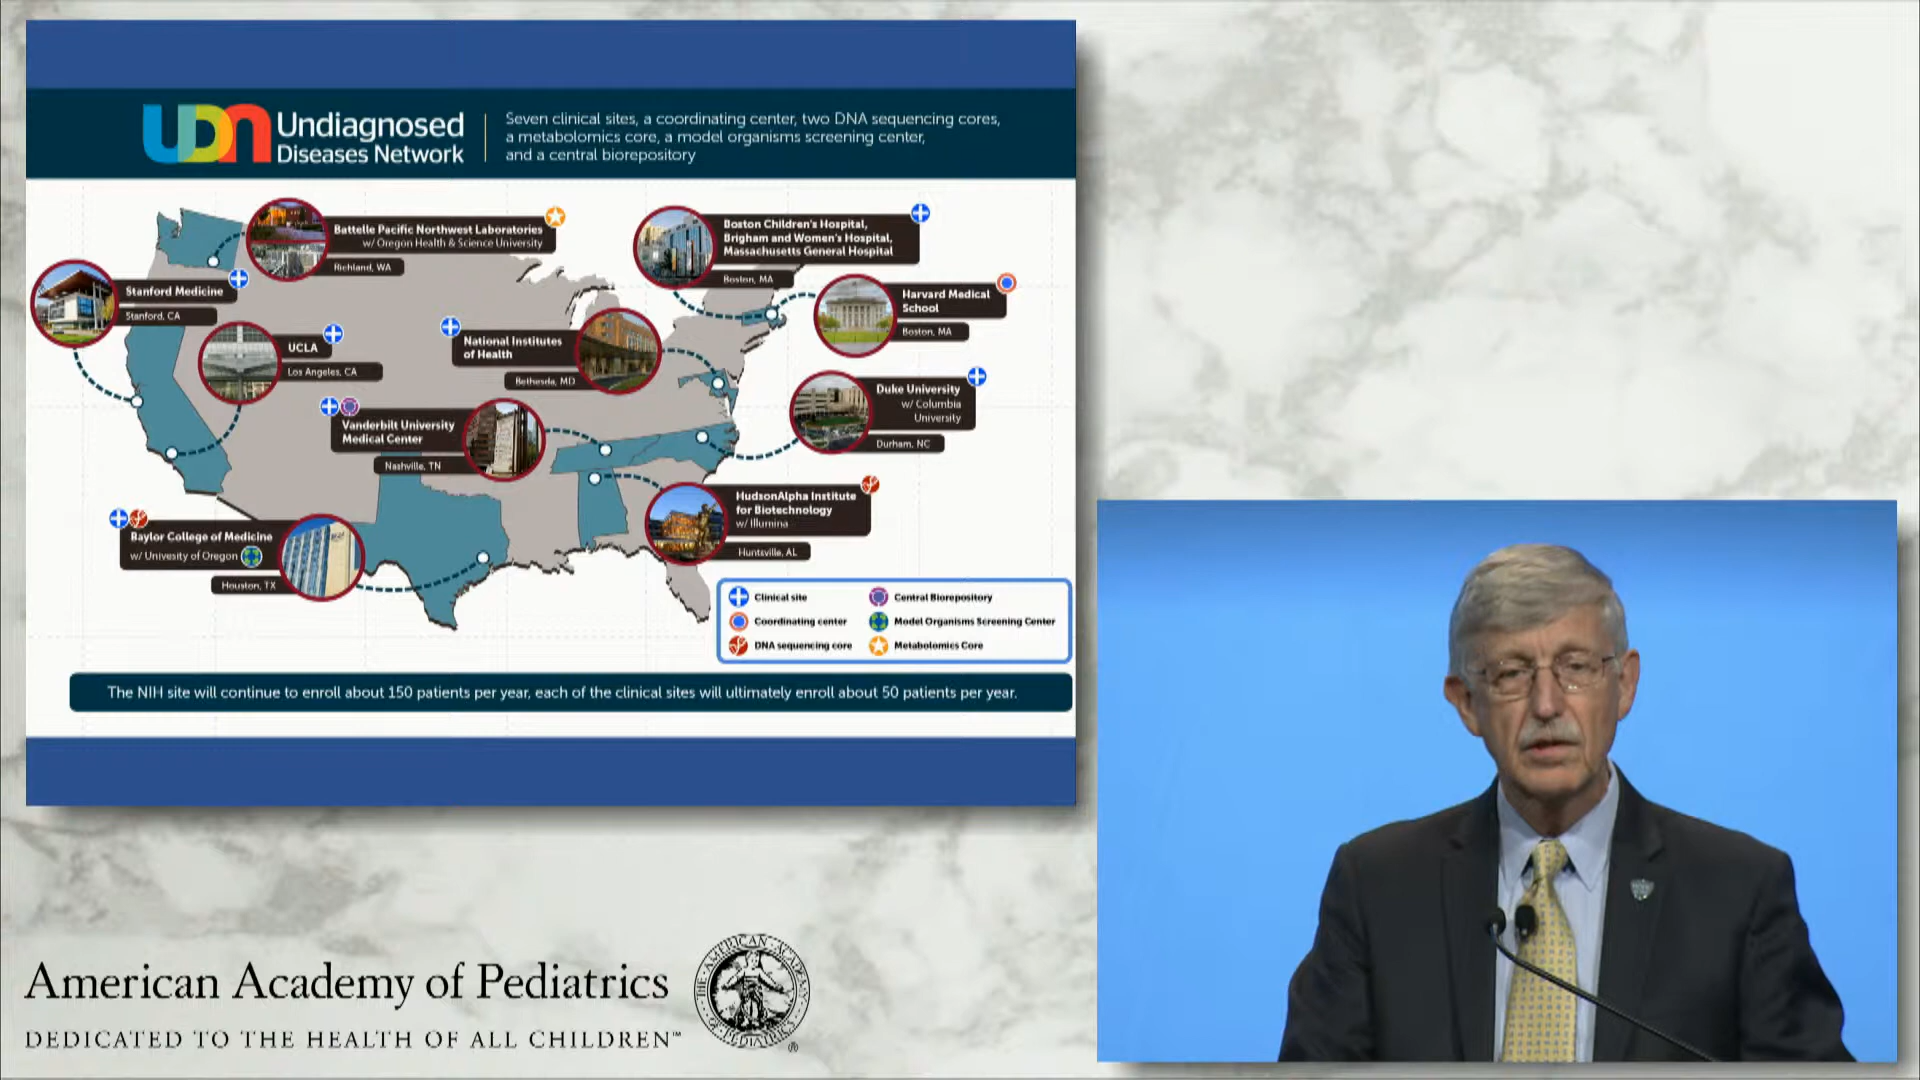 UDN Undiagnosed
Diseases Network
Seven clinical sites, a coordinating center, two DNA sequencing cores,
a metabolomics core, a model organisms screening center,
and a central biorepository
Battelle Pacific Northwest Laboratories
w/ Oregon Health & Science University
Richland, WA
Boston Children's Hospital,
Brigham and Women's Hospital,
Massachusetts General Hospital
Boston, MA
Stanford Medicine
Stanford, CA
Harvard Medical
School
Boston, MA
UCLA
Los Angeles, CA
National Institutes
of Health
Bethesda, MD
Duke University
w/ Columbia
University
Durham, NC
Vanderbilt University
Medical Center
Nashville, TN
HudsonAlpha Institute
for Biotechnology
w/ Illumina
Huntsville, AL
Baylor College of Medicine
w/ Univesity of Oregon
Houston, TX
Clinical site
Central Biorepository
Coordinating center
Model Organisms Screening Center
DNA sequencing core
Metabolomics Core
The NIH site will continue to enroll about 150 patients per year, each of the clinical sites will ultimately enroll about 50 patients per year.
American Academy of Pediatrics
DEDICATED TO THE HEALTH OF ALL CHILDREN™
THE · AMERICAN · ACADEMY · OF · PEDIATRICS ·
®